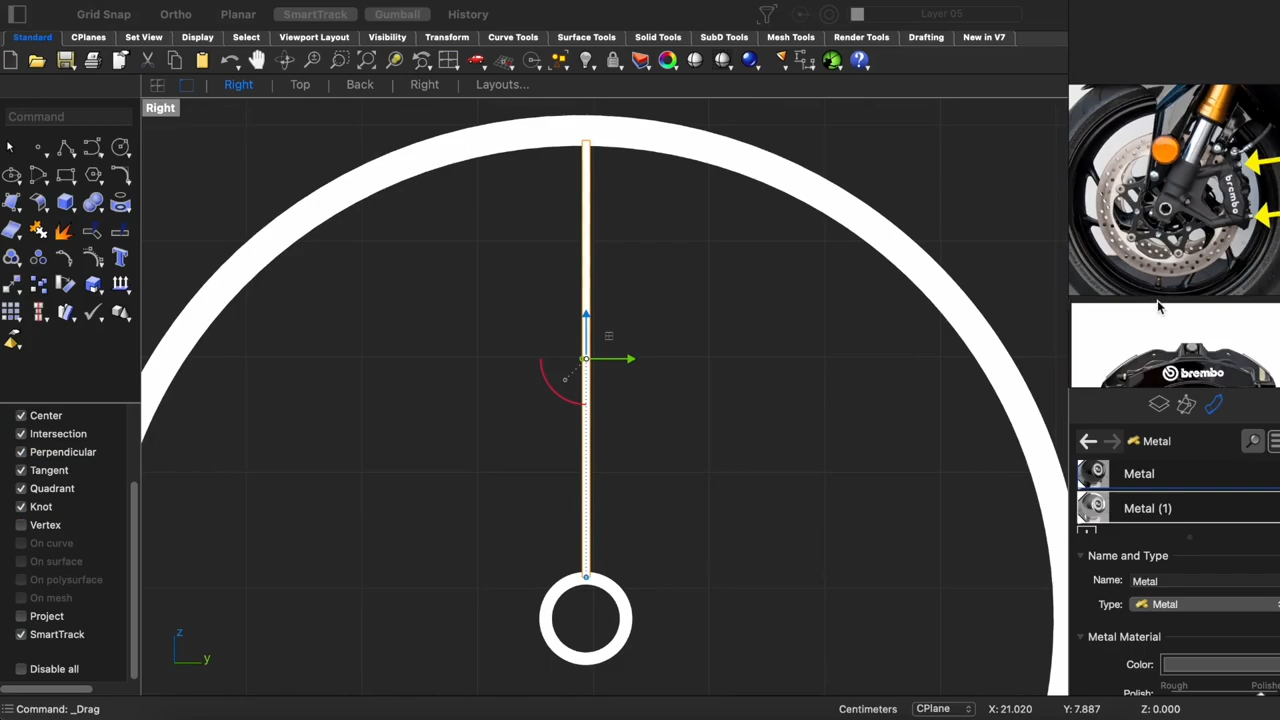 Grid Snap Ortho Planar SmartTrack Gumball History Layer 05
Standard CPlanes Set View Display Select Viewport Layout Visibility Transform Curve Tools Surface Tools Solid Tools SubD Tools Mesh Tools Render Tools Drafting New in V7
Right Top Back Right Layouts...
Right
Command
brembo
brembo
Center
Intersection
Perpendicular
Tangent
Quadrant
Knot
Vertex
On curve
On surface
On polysurface
On mesh
Project
SmartTrack
Disable all
Metal
Metal
Metal (1)
Name and Type
Name: Metal
Type: Metal
Metal Material
Color:
Rough Polishe
Polish:
z
y
Command: _Drag Centimeters CPlane X: 21.020 Y: 7.887 Z: 0.000